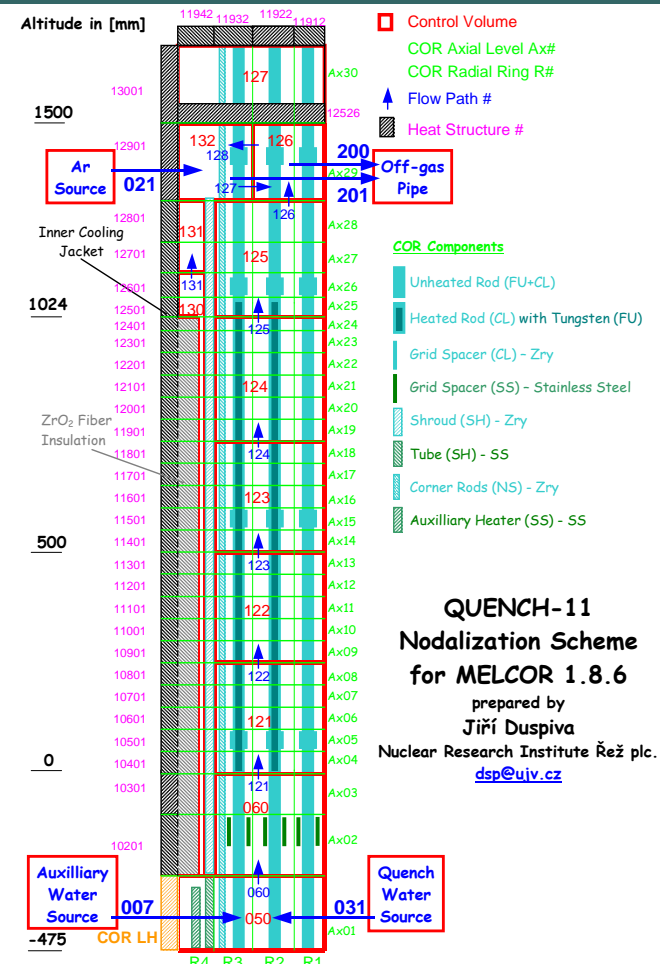 Altitude in [mm]
11942
11932
11922
11912
Control Volume
COR Axial Level Ax#
COR Radial Ring R#
Flow Path #
Heat Structure #
127
Ax30
13001
1500
12526
12901
132
126
128
200
Ar
Source
021
Off-gas
Pipe
Ax29
127
201
126
12801
131
Ax28
Inner Cooling
Jacket
12701
125
Ax27
COR Components
131
12601
Ax26
Unheated Rod (FU+CL)
1024
12501
130
Ax25
125
Heated Rod (CL) with Tungsten (FU)
12401
Ax24
12301
Ax23
Grid Spacer (CL) – Zry
12201
Ax22
12101
124
Ax21
Grid Spacer (SS) – Stainless Steel
12001
Ax20
ZrO₂ Fiber
Insulation
11901
Ax19
Shroud (SH) - Zry
124
11801
Ax18
Tube (SH) - SS
11701
Ax17
11601
123
Ax16
Corner Rods (NS) - Zry
11501
Ax15
Auxilliary Heater (SS) - SS
500
11401
Ax14
123
11301
Ax13
11201
Ax12
11101
122
Ax11
QUENCH-11
11001
Ax10
Nodalization Scheme
10901
Ax09
for MELCOR 1.8.6
122
10801
Ax08
prepared by
10701
Ax07
Jiří Duspiva
10601
121
Ax06
Nuclear Research Institute Řež plc.
10501
Ax05
dsp@ujv.cz
0
10401
Ax04
121
10301
Ax03
060
10201
Ax02
Auxilliary
Water
Source
007
060
050
031
Quench
Water
Source
Ax01
-475
COR LH
R4
R3
R2
R1